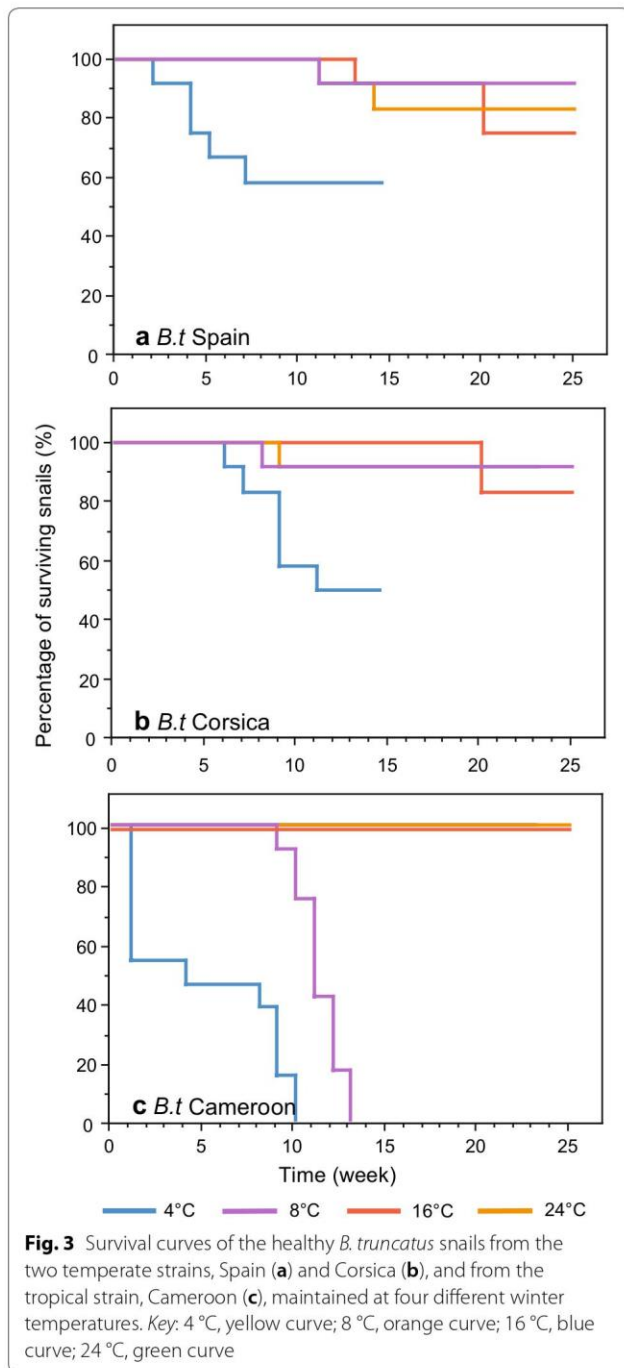 100
80
60
40
20
0
a B.t Spain
0 5 10 15 20 25
Percentage of surviving snails (%)
100
80
60
40
20
0
b B.t Corsica
0 5 10 15 20 25
100
80
60
40
20
0
c B.t Cameroon
0 5 10 15 20 25
Time (week)
4°C 8°C 16°C 24°C
Fig. 3 Survival curves of the healthy B. truncatus snails from the
two temperate strains, Spain (a) and Corsica (b), and from the
tropical strain, Cameroon (c), maintained at four different winter
temperatures. Key: 4 °C, yellow curve; 8 °C, orange curve; 16 °C, blue
curve; 24 °C, green curve